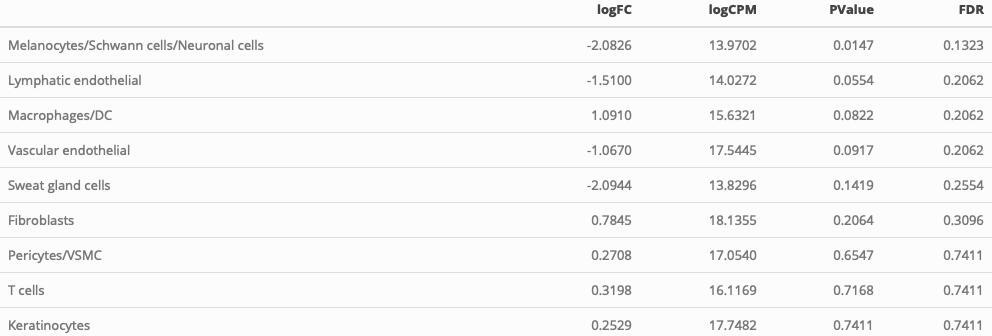 logFC logCPM PValue FDR
Melanocytes/Schwann cells/Neuronal cells -2.0826 13.9702 0.0147 0.1323
Lymphatic endothelial -1.5100 14.0272 0.0554 0.2062
Macrophages/DC 1.0910 15.6321 0.0822 0.2062
Vascular endothelial -1.0670 17.5445 0.0917 0.2062
Sweat gland cells -2.0944 13.8296 0.1419 0.2554
Fibroblasts 0.7845 18.1355 0.2064 0.3096
Pericytes/VSMC 0.2708 17.0540 0.6547 0.7411
T cells 0.3198 16.1169 0.7168 0.7411
Keratinocytes 0.2529 17.7482 0.7411 0.7411